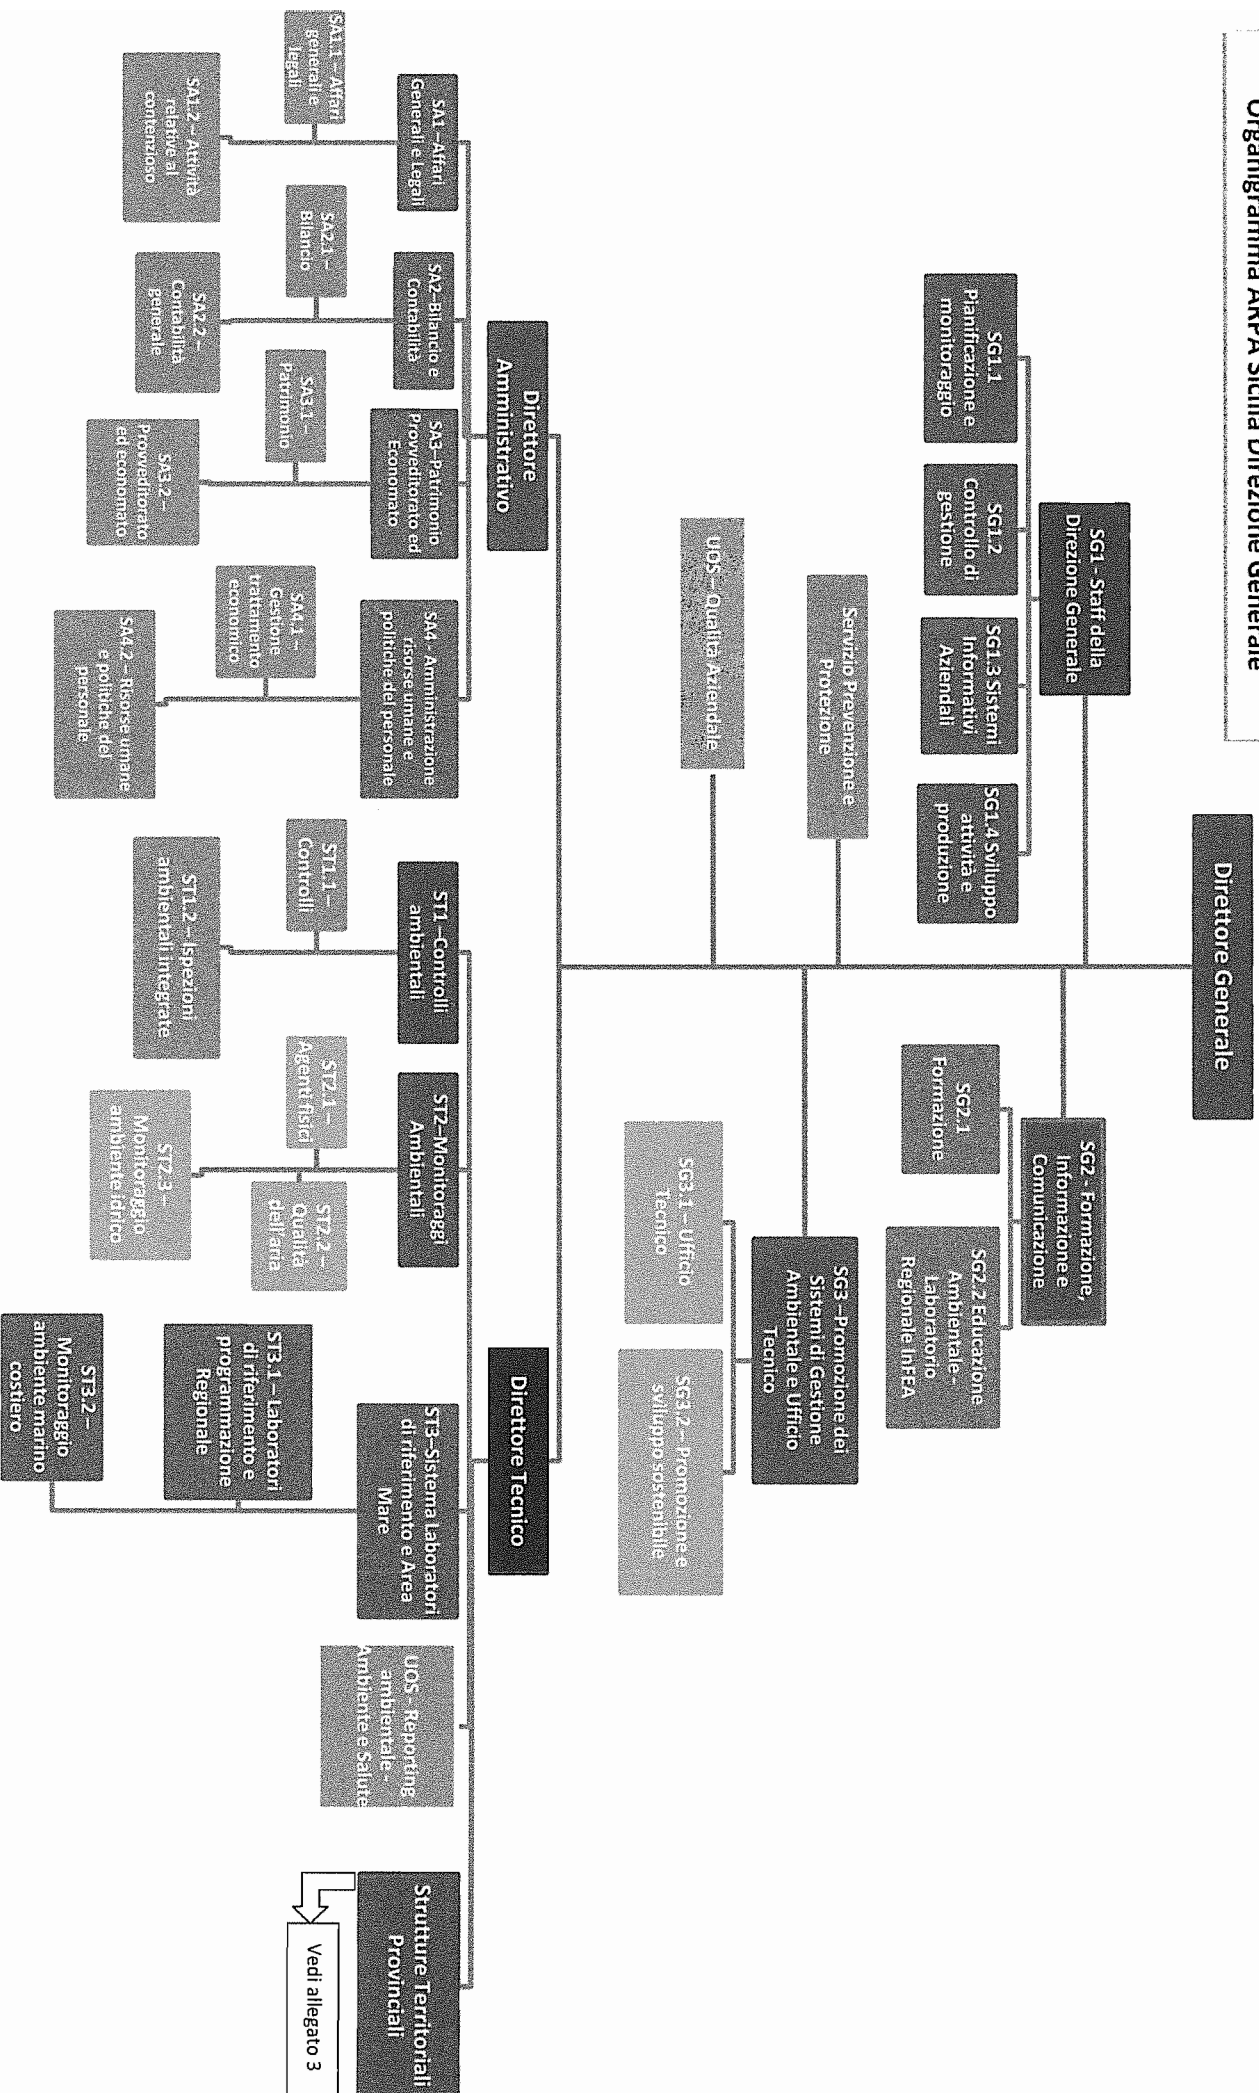 Organigramma ARPA Sicilia Direzione Generale
Direttore Generale
SG1 - Staff della
Direzione Generale
SG1.1
Pianificazione e
monitoraggio
SG1.2
Controllo di
gestione
SG1.3 Sistemi
Informativi
Aziendali
SG1.4 Sviluppo
attività e
produzione
SG2 - Formazione,
Informazione e
Comunicazione
SG2.1
Formazione
SG2.2 Educazione
Ambientale -
Laboratorio
Regionale InFEA
Servizio Prevenzione e
Protezione
UOS – Qualità Aziendale
SG3 –Promozione dei
Sistemi di Gestione
Ambientale e Ufficio
Tecnico
SG3.1 – Ufficio
Tecnico
SG3.2 – Promozione e
sviluppo sostenibile
Direttore
Amministrativo
SA1 –Affari
Generali e Legali
SA1.1 – Affari
generali e
legali
SA1.2 – Attività
relative al
contenzioso
SA2–Bilancio e
Contabilità
SA2.1 –
Bilancio
SA2.2 –
Contabilità
generale
SA3–Patrimonio
Provveditorato ed
Economato
SA3.1 –
Patrimonio
SA3.2 –
Provveditorato
ed economato
SA4 - Amministrazione
risorse umane e
politiche del personale
SA4.1 –
Gestione
trattamento
economico
SA4.2 – Risorse umane
e politiche del
personale
Direttore Tecnico
ST1 –Controlli
ambientali
ST1.1 –
Controlli
ST1.2 – Ispezioni
ambientali integrate
ST2–Monitoraggi
Ambientali
ST2.1 –
Agenti fisici
ST2.2 –
Qualità
dell'aria
ST2.3 –
Monitoraggio
ambiente idrico
ST3–Sistema Laboratori
di riferimento e Area
Mare
ST3.1 – Laboratori
di riferimento e
programmazione
Regionale
ST3.2 –
Monitoraggio
ambiente marino
costiero
UOS - Reporting
ambientale -
Ambiente e Salute
Strutture Territoriali
Provinciali
Vedi allegato 3